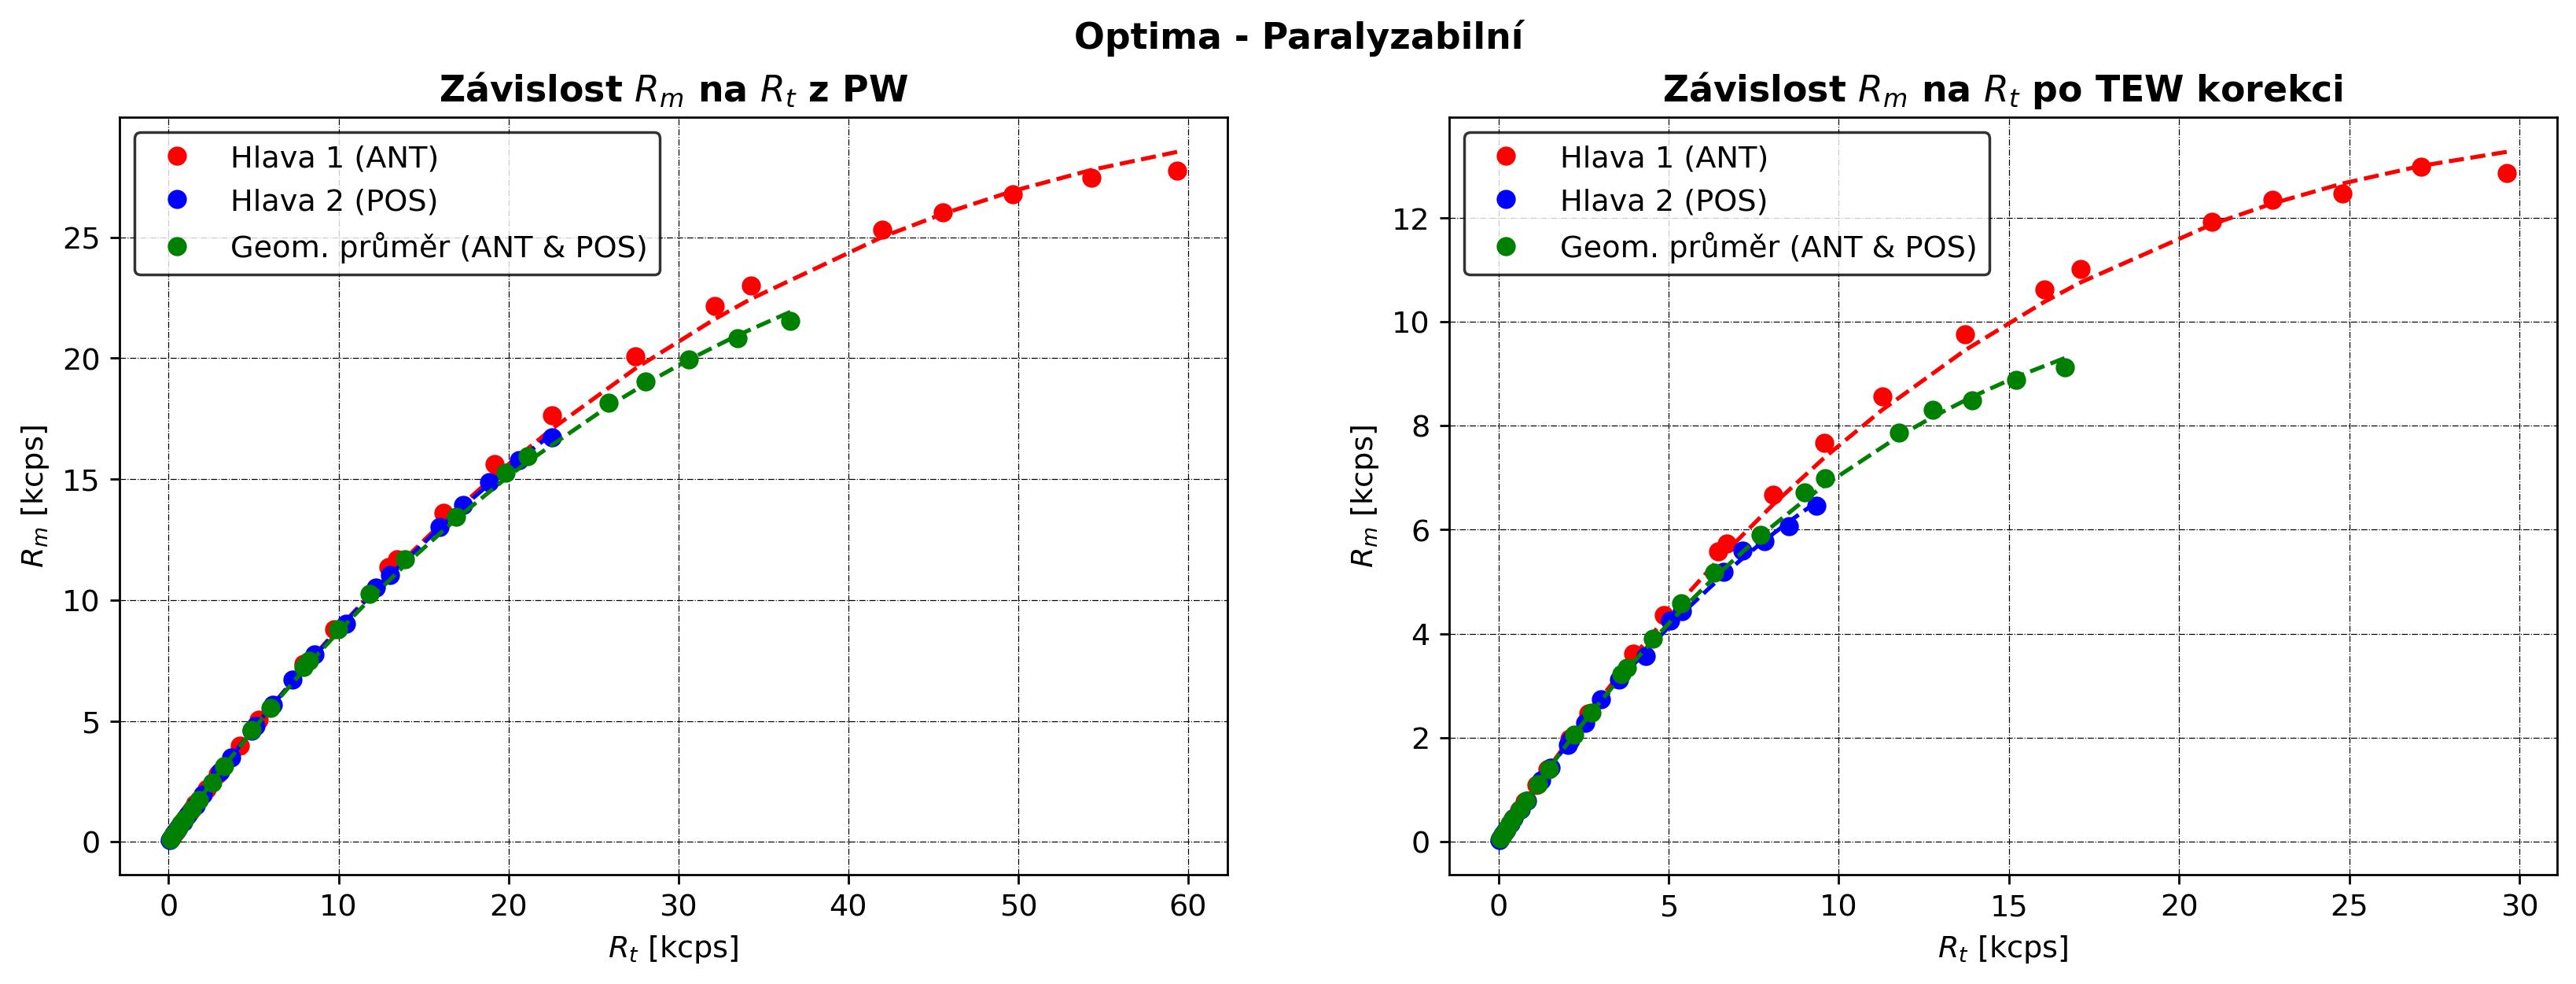 Optima - Paralyzabilní
Závislost R_m na R_t z PW
Hlava 1 (ANT)
Hlava 2 (POS)
Geom. průměr (ANT & POS)
R_m [kcps]
25
20
15
10
5
0
0 10 20 30 40 50 60
R_t [kcps]
Závislost R_m na R_t po TEW korekci
Hlava 1 (ANT)
Hlava 2 (POS)
Geom. průměr (ANT & POS)
R_m [kcps]
12
10
8
6
4
2
0
0 5 10 15 20 25 30
R_t [kcps]